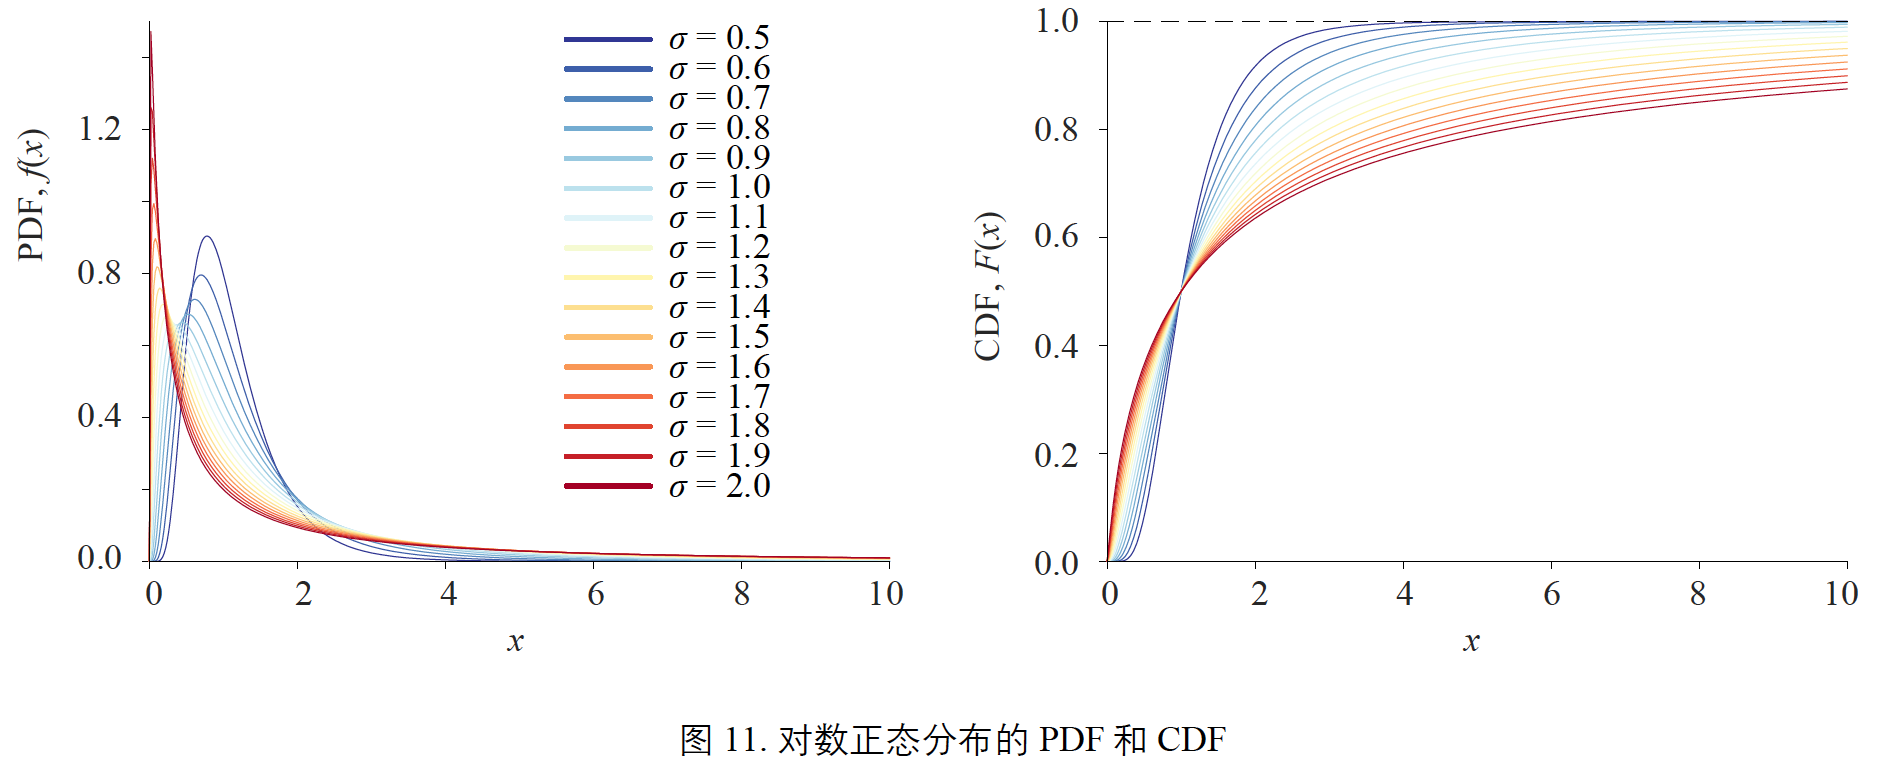 PDF, f(x)
1.2
0.8
0.4
0.0
0 2 4 6 8 10
x
σ = 0.5
σ = 0.6
σ = 0.7
σ = 0.8
σ = 0.9
σ = 1.0
σ = 1.1
σ = 1.2
σ = 1.3
σ = 1.4
σ = 1.5
σ = 1.6
σ = 1.7
σ = 1.8
σ = 1.9
σ = 2.0
CDF, F(x)
1.0
0.8
0.6
0.4
0.2
0.0
0 2 4 6 8 10
x
图 11. 对数正态分布的 PDF 和 CDF